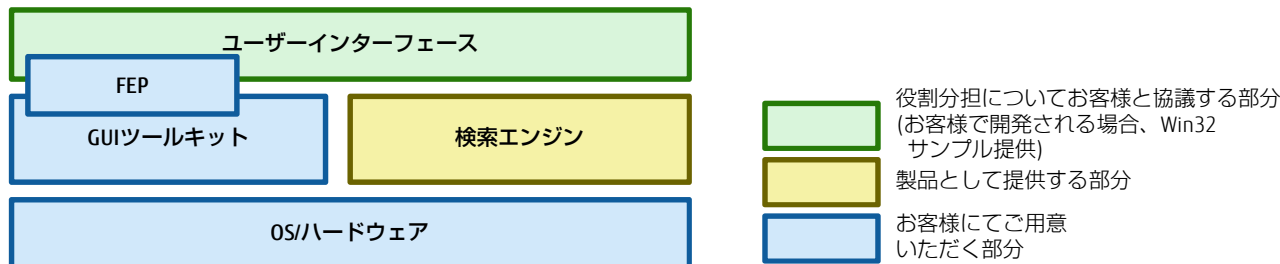 ユーザーインターフェース
FEP
GUIツールキット
検索エンジン
OS/ハードウェア
役割分担についてお客様と協議する部分
(お客様で開発される場合、Win32
サンプル提供)
製品として提供する部分
お客様にてご用意
いただく部分